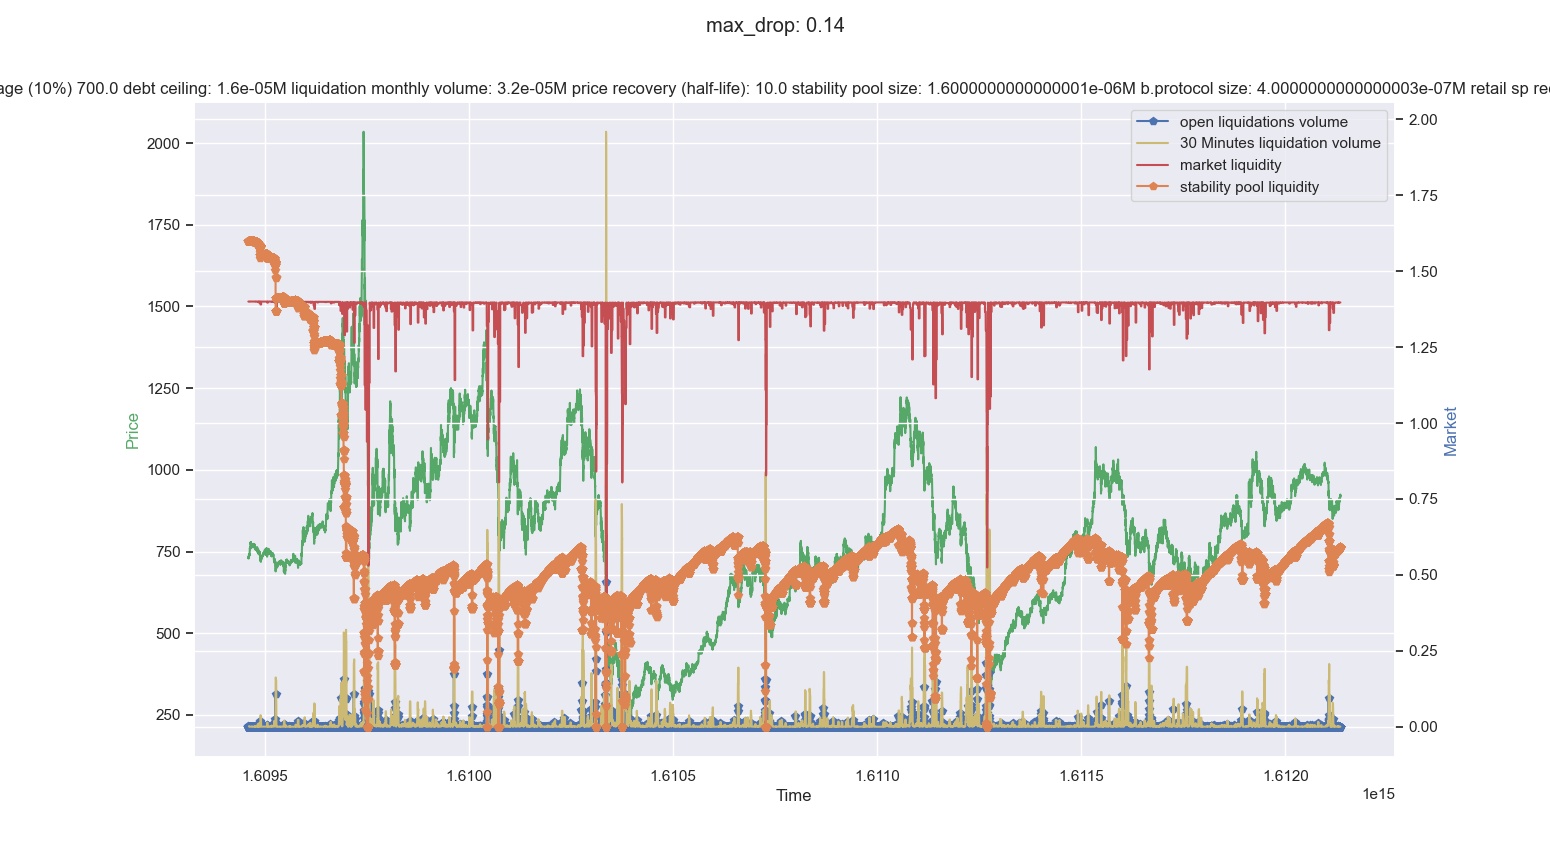 max_drop: 0.14
age (10%) 700.0 debt ceiling: 1.6e-05M liquidation monthly volume: 3.2e-05M price recovery (half-life): 10.0 stability pool size: 1.6000000000000001e-06M b.protocol size: 4.0000000000000003e-07M retail sp re
open liquidations volume
30 Minutes liquidation volume
market liquidity
stability pool liquidity
2000
1750
1500
1250
1000
750
500
250
Price
2.00
1.75
1.50
1.25
1.00
0.75
0.50
0.25
0.00
Market
1.6095
1.6100
1.6105
1.6110
1.6115
1.6120
1e15
Time